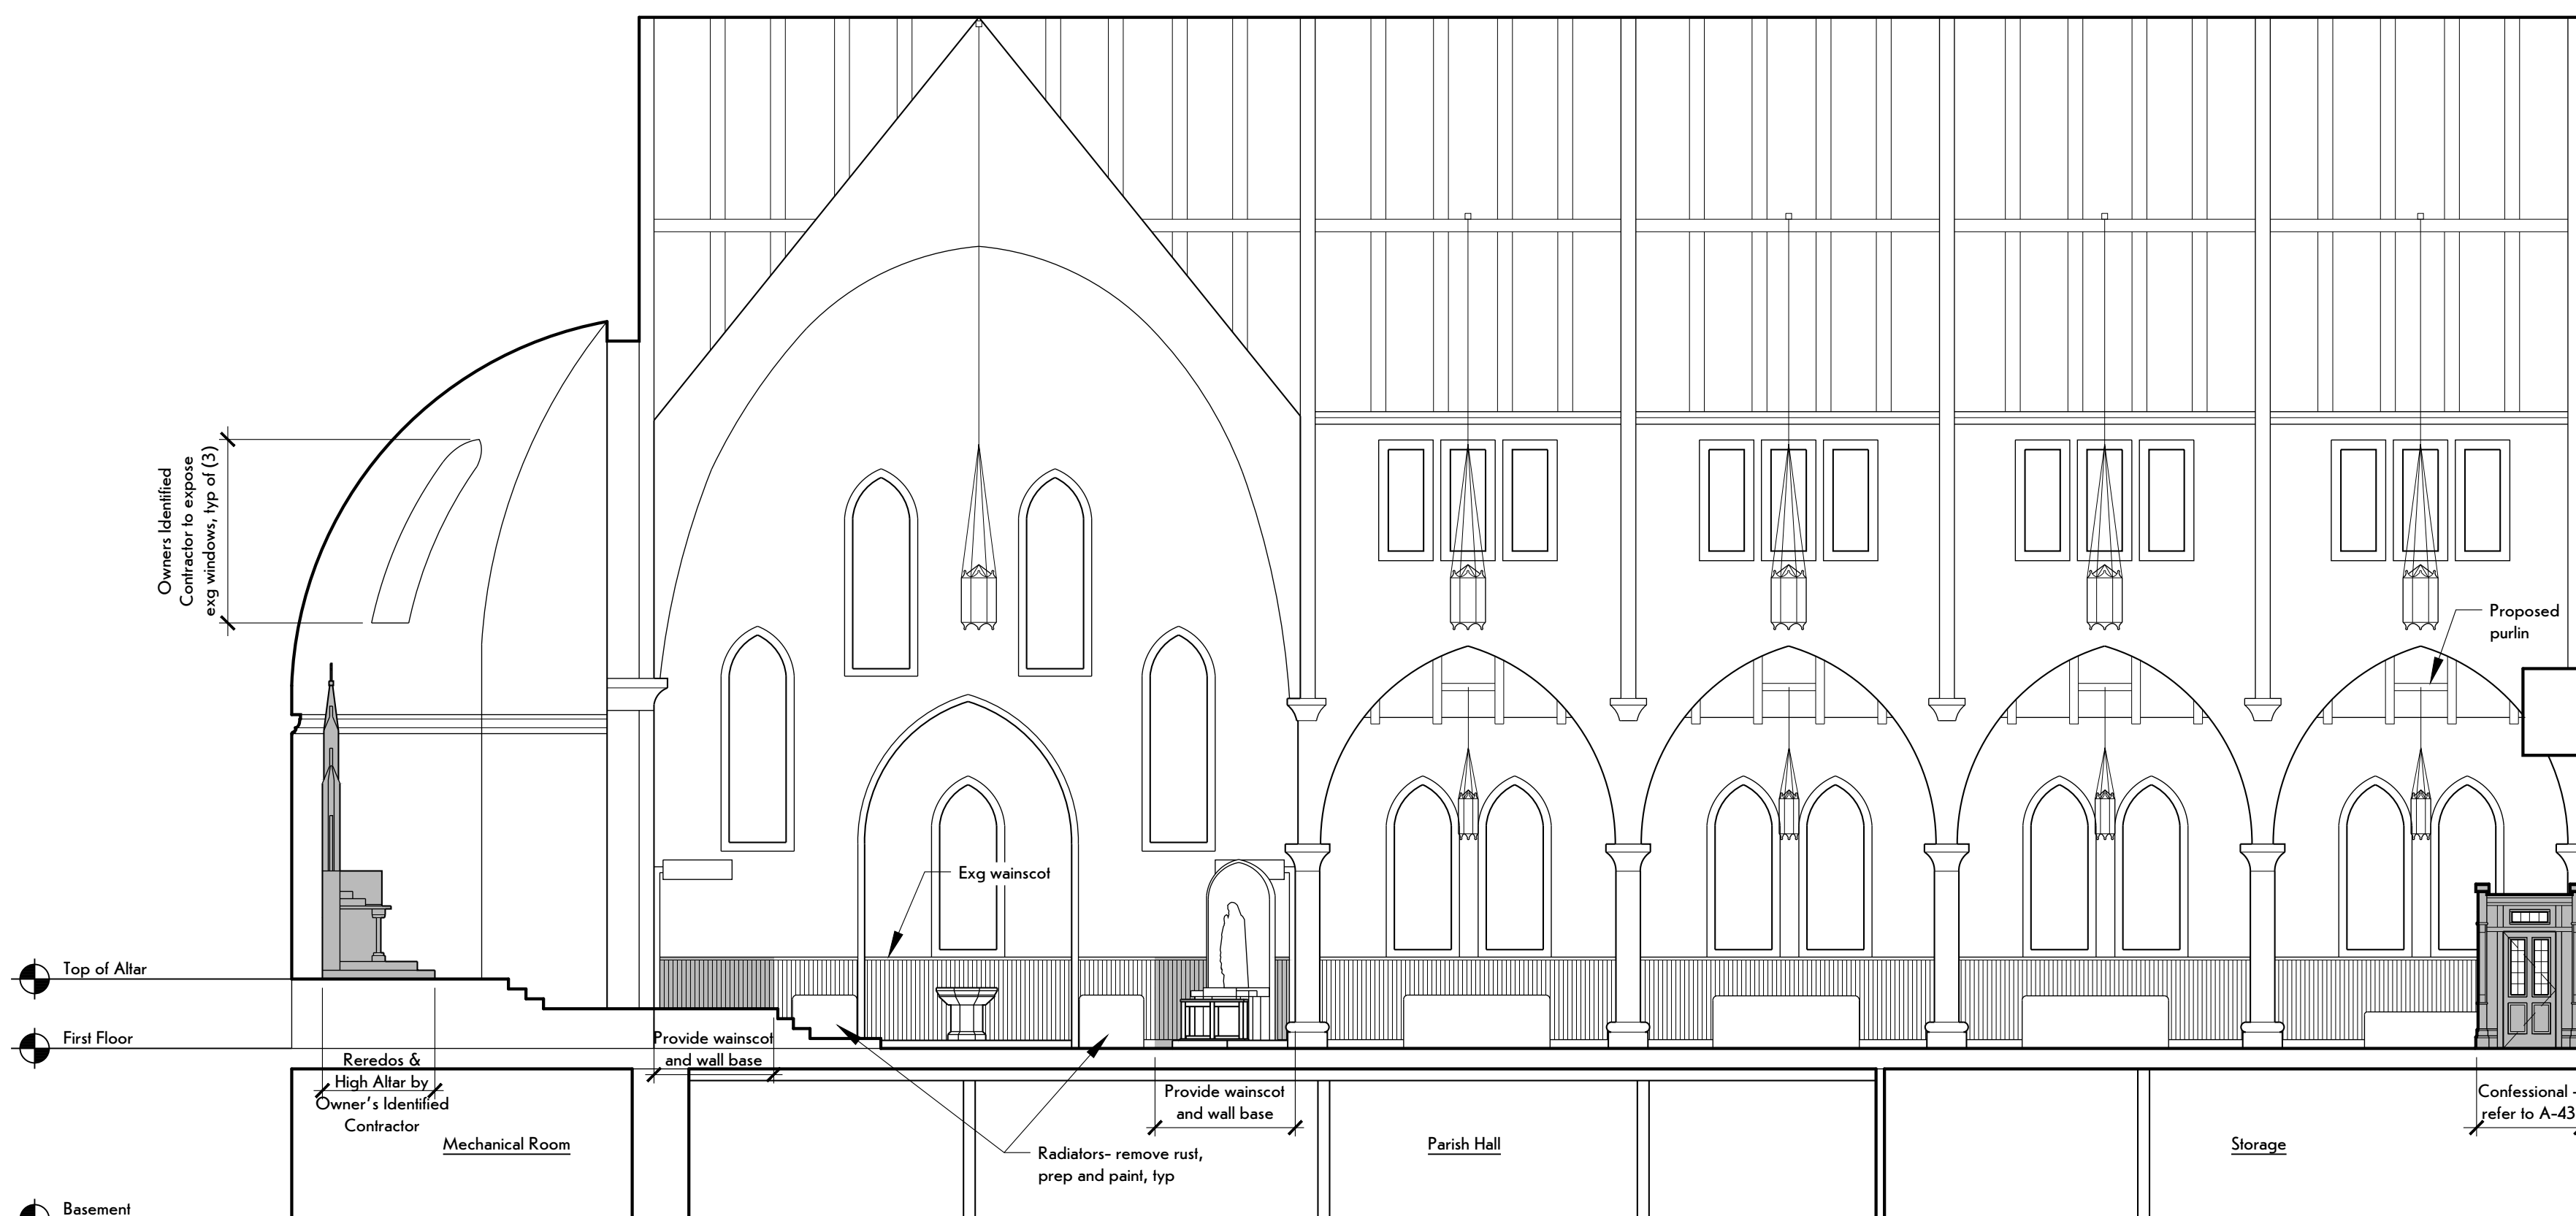 Owners Identified
Contractor to expose
exg windows, typ of (3)
Proposed
purlin
Exg wainscot
Top of Altar
First Floor
Reredos &
High Altar by
Owner's Identified
Contractor
Provide wainscot
and wall base
Provide wainscot
and wall base
Confessional -
refer to A-43
Mechanical Room
Radiators- remove rust,
prep and paint, typ
Parish Hall
Storage
Basement